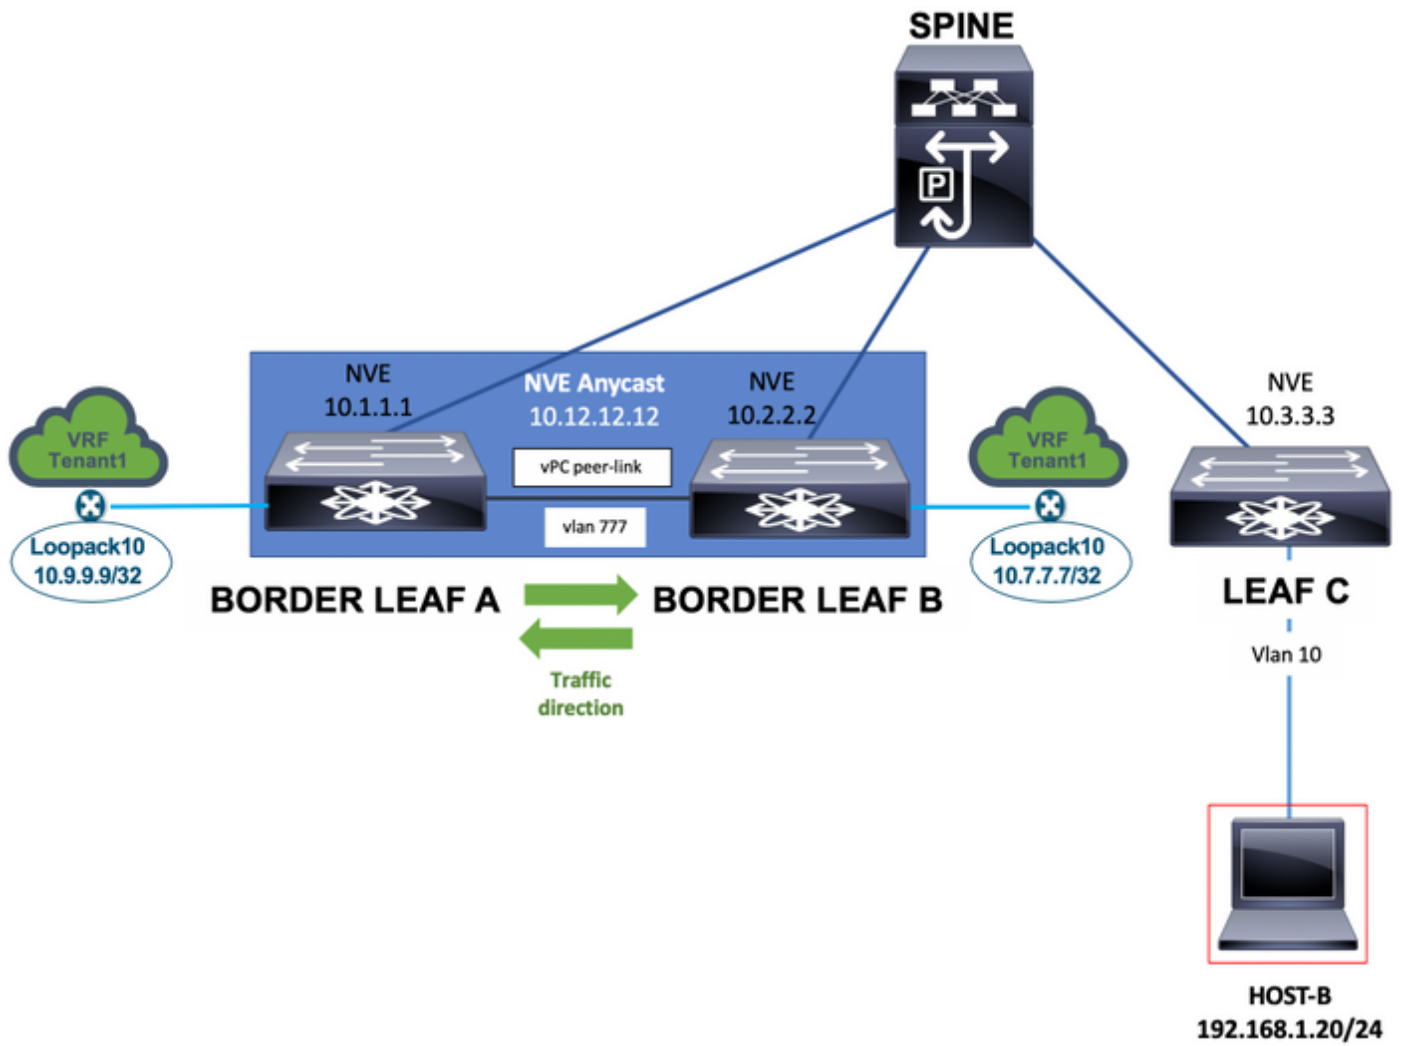 SPINE
P
NVE
10.1.1.1
NVE Anycast
10.12.12.12
NVE
10.2.2.2
NVE
10.3.3.3
VRF
Tenant1
vPC peer-link
vlan 777
VRF
Tenant1
Loopack10
10.9.9.9/32
Loopack10
10.7.7.7/32
BORDER LEAF A
BORDER LEAF B
LEAF C
Traffic
direction
Vlan 10
HOST-B
192.168.1.20/24